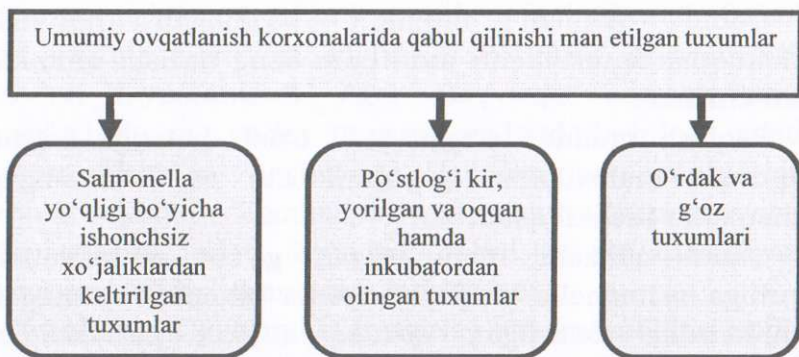 Umumiy ovqatlanish korxonalarida qabul qilinishi man etilgan tuxumlar
Salmonella
yo‘qligi bo‘yicha
ishonchsiz
xo‘jaliklardan
keltirilgan
tuxumlar
Po‘stlog‘i kir,
yorilgan va oqqan
hamda
inkubatordan
olingan tuxumlar
O‘rdak va
g‘oz
tuxumlari